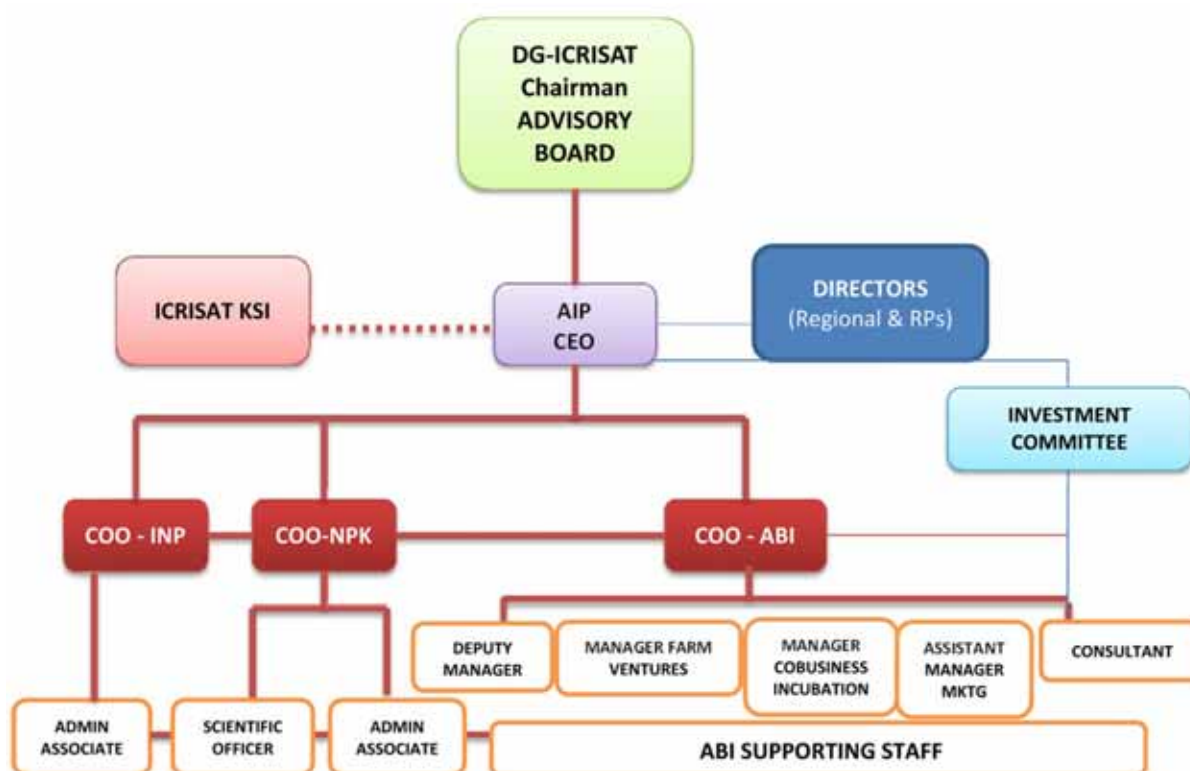 DG-ICRISAT
Chairman
ADVISORY
BOARD
ICRISAT KSI
AIP
CEO
DIRECTORS
(Regional & RPs)
INVESTMENT
COMMITTEE
COO - INP
COO-NPK
COO - ABI
DEPUTY
MANAGER
MANAGER FARM
VENTURES
MANAGER
COBUSINESS
INCUBATION
ASSISTANT
MANAGER
MKTG
CONSULTANT
ADMIN
ASSOCIATE
SCIENTIFIC
OFFICER
ADMIN
ASSOCIATE
ABI SUPPORTING STAFF